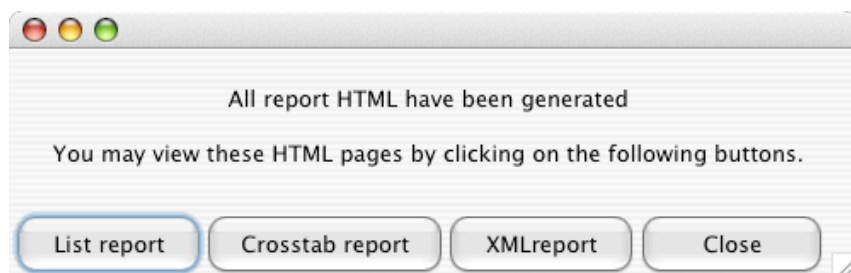 All report HTML have been generated
You may view these HTML pages by clicking on the following buttons.
List report Crosstab report XMLreport Close